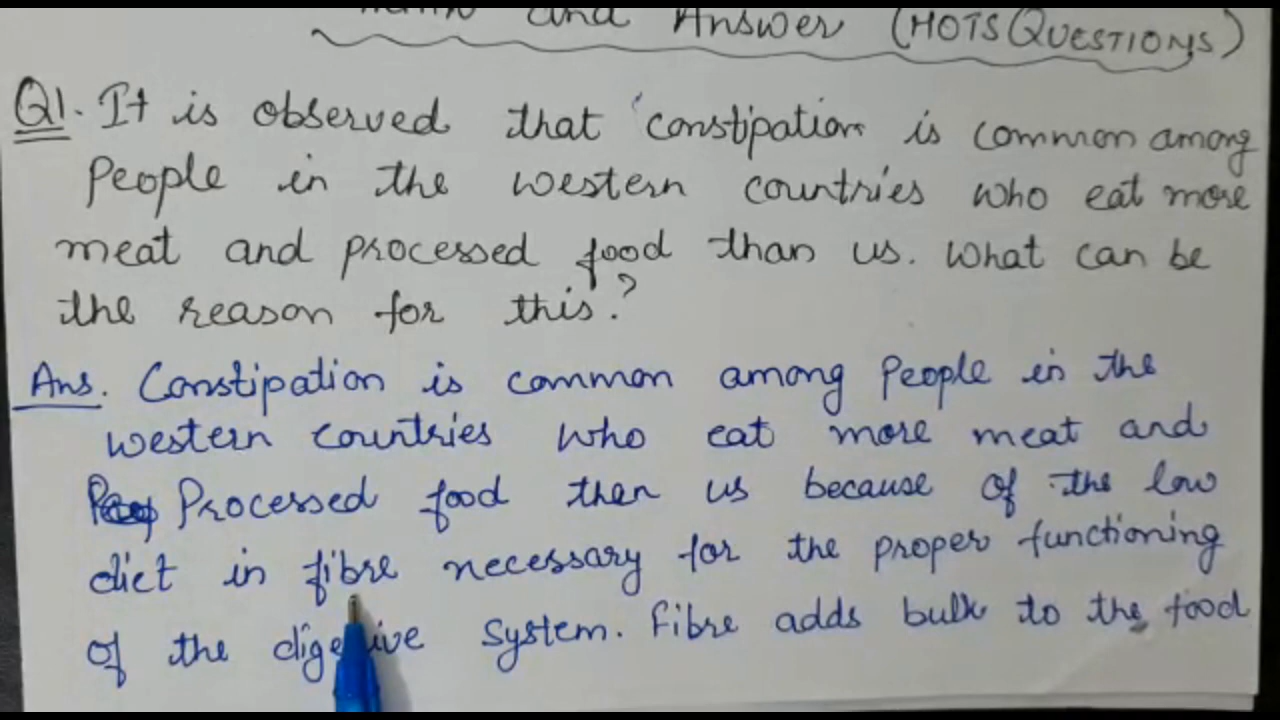 and Answer (HOTS QUESTIONS)
Q1. It is observed that constipation is common among
People in the western countries who eat more
meat and processed food than us. What can be
the reason for this?
Ans. Constipation is common among People in the
western countries who eat more meat and
Processed food then us because of the low
diet in fibre necessary for the proper functioning
of the digestive system. Fibre adds bulk to the food